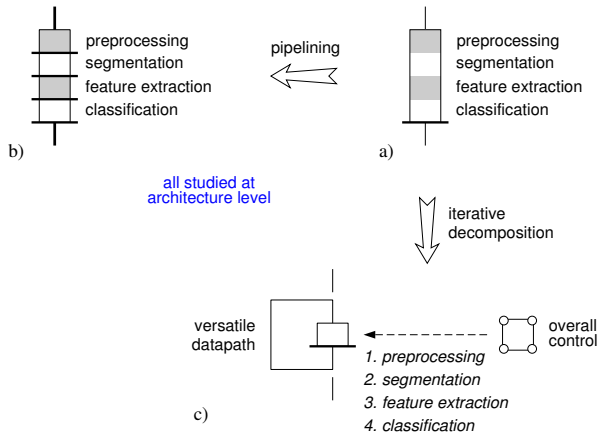 preprocessing
segmentation
feature extraction
classification
b)
pipelining
preprocessing
segmentation
feature extraction
classification
a)
all studied at
architecture level
iterative
decomposition
versatile
datapath
overall
control
1. preprocessing
2. segmentation
3. feature extraction
4. classification
c)